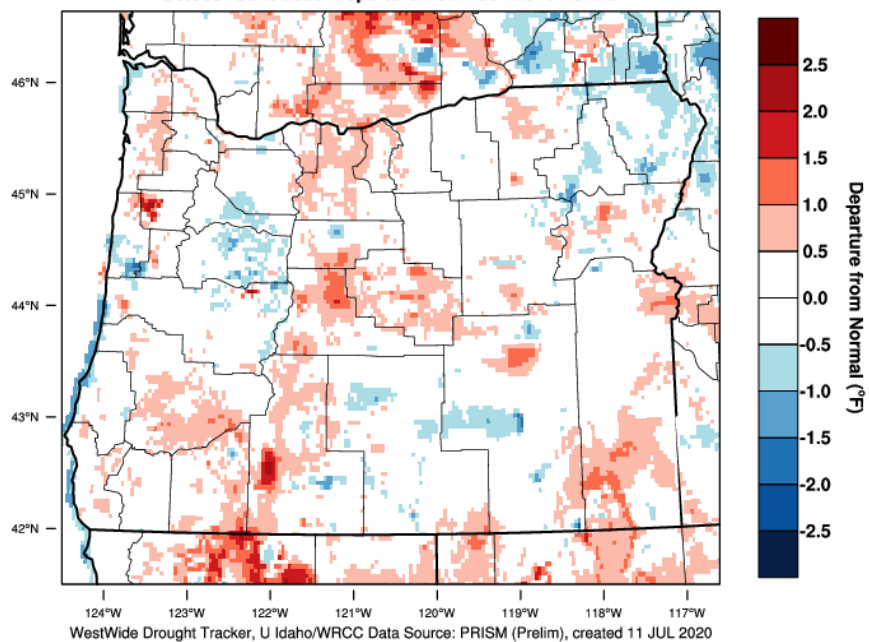 46°N
45°N
44°N
43°N
42°N
124°W
123°W
122°W
121°W
120°W
119°W
118°W
117°W
2.5
2.0
1.5
1.0
0.5
0.0
-0.5
-1.0
-1.5
-2.0
-2.5
Departure from Normal (°F)
WestWide Drought Tracker, U Idaho/WRCC Data Source: PRISM (Prelim), created 11 JUL 2020